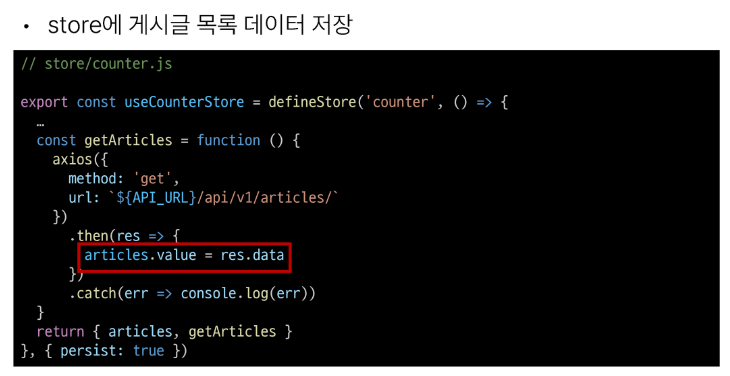 • store에 게시글 목록 데이터 저장
// store/counter.js
export const useCounterStore = defineStore('counter', () => {
…
const getArticles = function () {
axios({
method: 'get',
url: `${API_URL}/api/v1/articles/`
})
.then(res => {
articles.value = res.data
})
.catch(err => console.log(err))
}
return { articles, getArticles }
}, { persist: true })